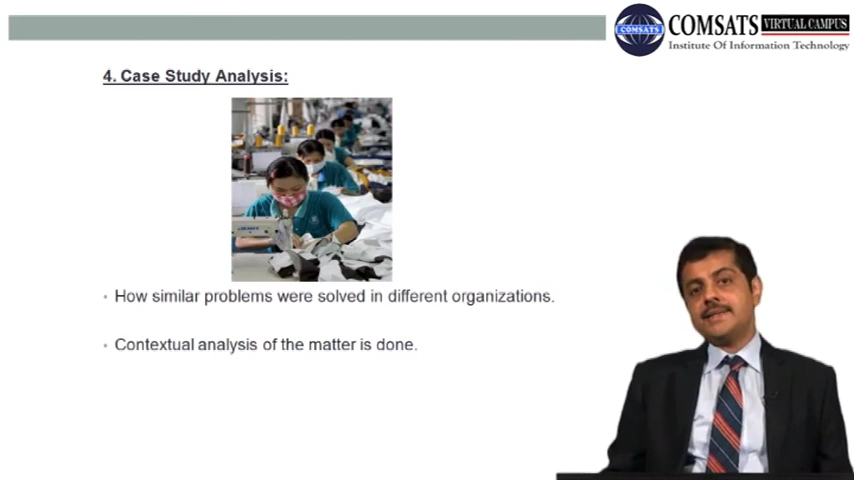 COMSATS VIRTUAL CAMPUS
Institute Of Information Technology
COMSATS
4. Case Study Analysis:
How similar problems were solved in different organizations.
Contextual analysis of the matter is done.